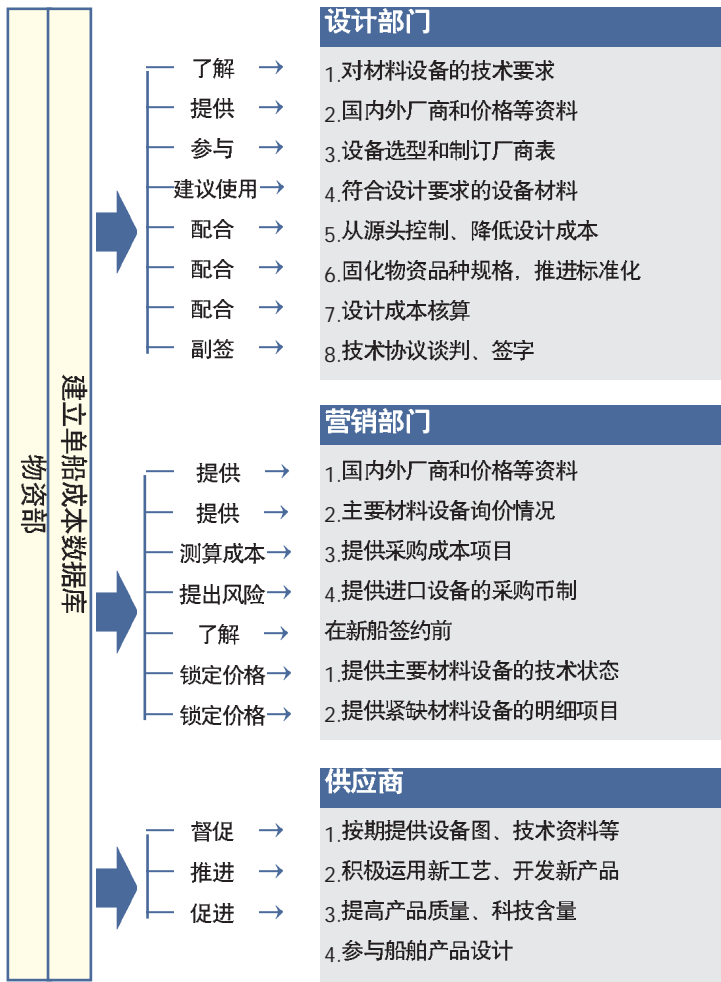 物资部
建立单船成本数据库
设计部门
了解
1.对材料设备的技术要求
提供
2.国内外厂商和价格等资料
参与
3.设备选型和制订厂商表
建议使用
4.符合设计要求的设备材料
配合
5.从源头控制、降低设计成本
配合
6.固化物资品种规格，推进标准化
配合
7.设计成本核算
副签
8.技术协议谈判、签字
营销部门
提供
1.国内外厂商和价格等资料
提供
2.主要材料设备询价情况
测算成本
3.提供采购成本项目
提出风险
4.提供进口设备的采购币制
了解
在新船签约前
锁定价格
1.提供主要材料设备的技术状态
锁定价格
2.提供紧缺材料设备的明细项目
供应商
督促
1.按期提供设备图、技术资料等
推进
2.积极运用新工艺、开发新产品
促进
3.提高产品质量、科技含量
4.参与船舶产品设计